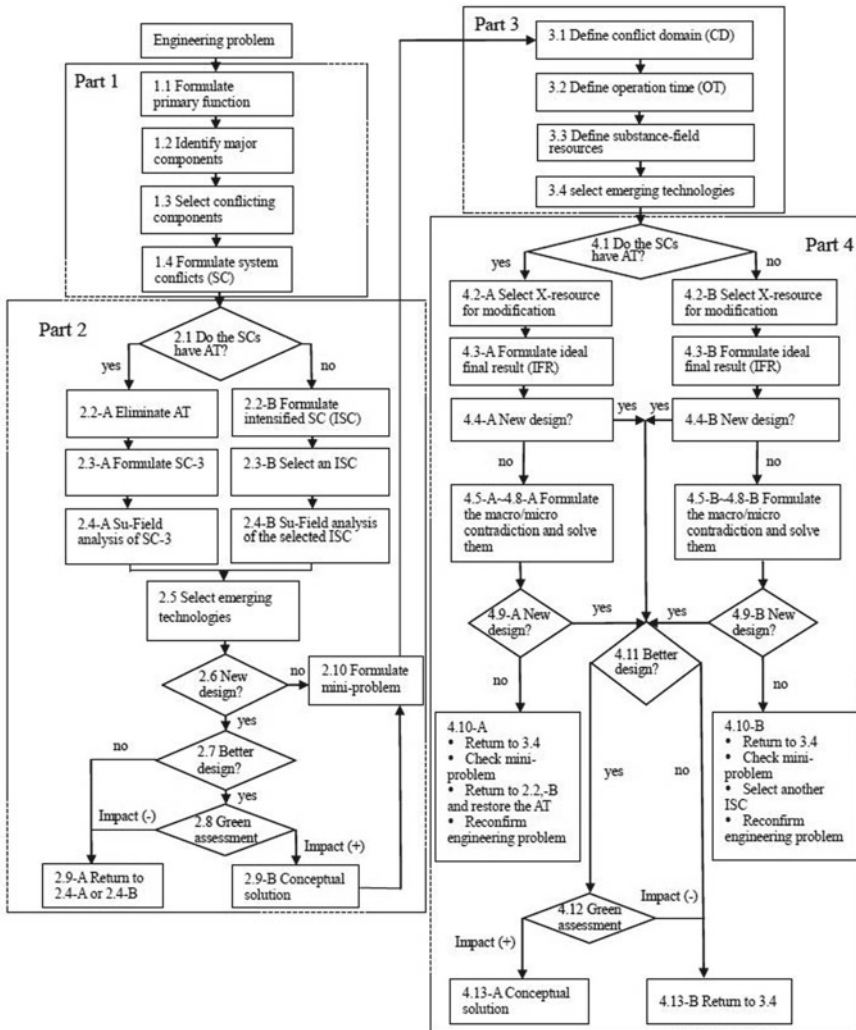 Engineering problem
Part 1
1.1 Formulate
primary function
1.2 Identify major
components
1.3 Select conflicting
components
1.4 Formulate system
conflicts (SC)
Part 2
2.1 Do the SCs
have AT?
yes
no
2.2-A Eliminate AT
2.2-B Formulate
intensified SC (ISC)
2.3-A Formulate SC-3
2.3-B Select an ISC
2.4-A Su-Field
analysis of SC-3
2.4-B Su-Field analysis
of the selected ISC
2.5 Select emerging
technologies
2.6 New
design?
no
2.10 Formulate
mini-problem
yes
no
2.7 Better
design?
yes
Impact (-)
2.8 Green
assessment
Impact (+)
2.9-A Return to
2.4-A or 2.4-B
2.9-B Conceptual
solution
Part 3
3.1 Define conflict domain (CD)
3.2 Define operation time (OT)
3.3 Define substance-field
resources
3.4 select emerging technologies
Part 4
4.1 Do the SCs
have AT?
yes
no
4.2-A Select X-resource
for modification
4.2-B Select X-resource
for modification
4.3-A Formulate ideal
final result (IFR)
4.3-B Formulate ideal
final result (IFR)
4.4-A New design?
yes
yes
4.4-B New design?
no
no
4.5-A~4.8-A Formulate
the macro/micro
contradiction and solve
them
4.5-B~4.8-B Formulate
the macro/micro
contradiction and solve
them
4.9-A New
design?
yes
yes
4.9-B New
design?
4.11 Better
design?
no
no
4.10-A
• Return to 3.4
• Check mini-
problem
• Return to 2.2,-B
and restore the AT
• Reconfirm
engineering problem
yes
no
4.10-B
• Return to 3.4
• Check mini-
problem
• Select another
ISC
• Reconfirm
engineering problem
4.12 Green
assessment
Impact (-)
Impact (+)
4.13-A Conceptual
solution
4.13-B Return to 3.4